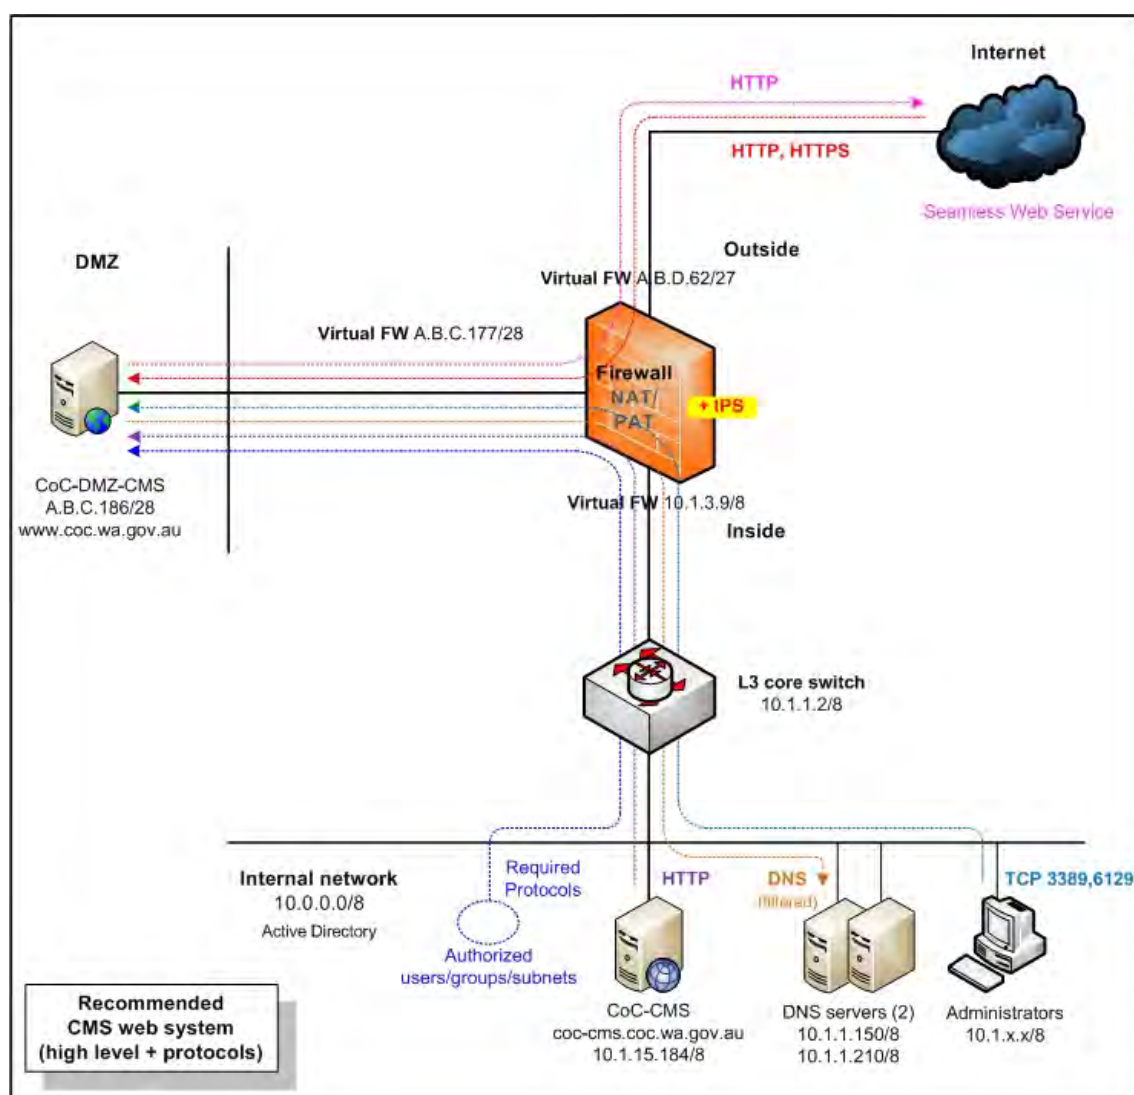 Internet
HTTP
HTTP, HTTPS
Seamless Web Service
Outside
DMZ
Virtual FW A.B.D.62/27
Virtual FW A.B.C.177/28
Firewall
NAT/
PAT
+ IPS
CoC-DMZ-CMS
A.B.C.186/28
www.coc.wa.gov.au
Virtual FW 10.1.3.9/8
Inside
L3 core switch
10.1.1.2/8
Internal network
10.0.0.0/8
Active Directory
Required
Protocols
HTTP
DNS
(filtered)
TCP 3389,6129
Authorized
users/groups/subnets
CoC-CMS
coc-cms.coc.wa.gov.au
10.1.15.184/8
DNS servers (2)
10.1.1.150/8
10.1.1.210/8
Administrators
10.1.x.x/8
Recommended
CMS web system
(high level + protocols)